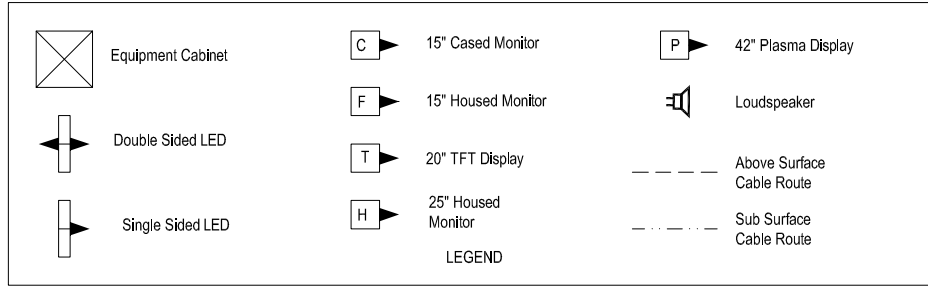 Equipment Cabinet
Double Sided LED
Single Sided LED
C
15" Cased Monitor
F
15" Housed Monitor
T
20" TFT Display
H
25" Housed
Monitor
P
42" Plasma Display
Loudspeaker
Above Surface
Cable Route
Sub Surface
Cable Route
LEGEND